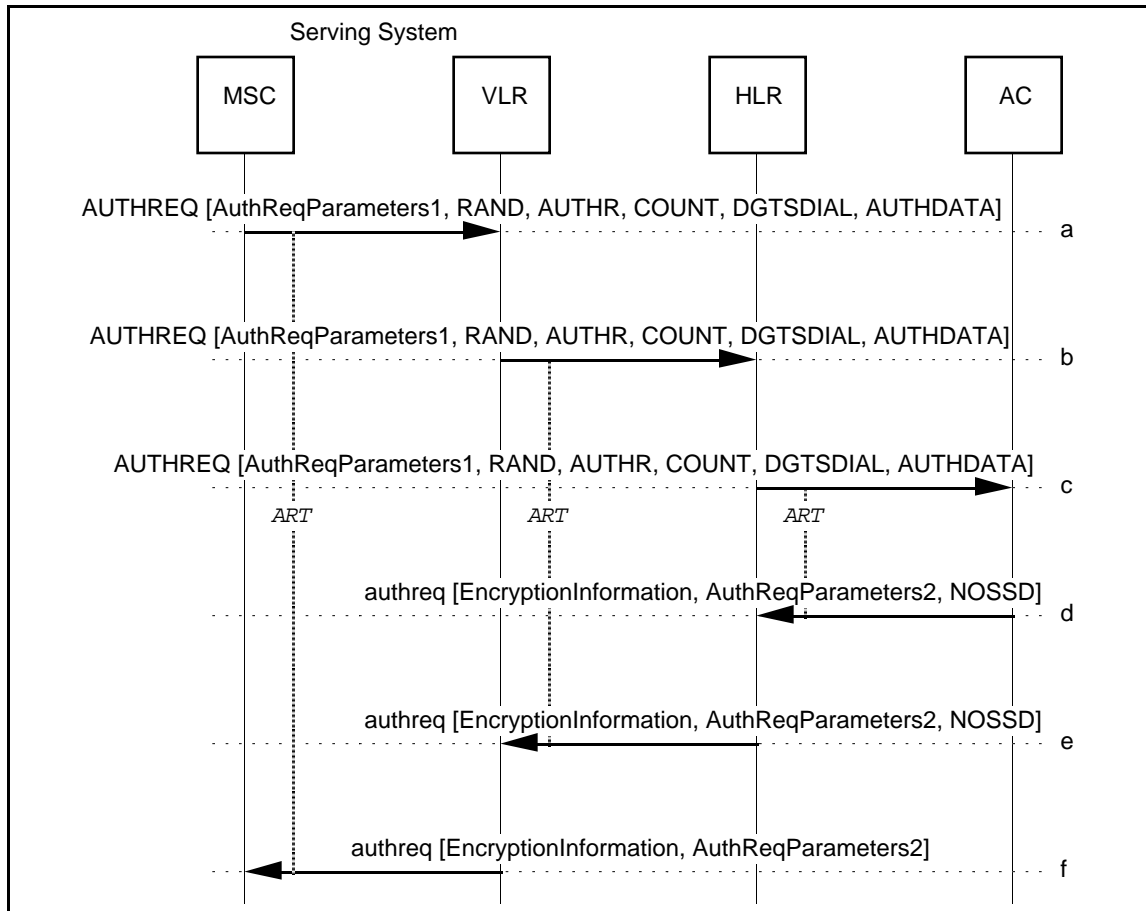 Serving System
MSC
VLR
HLR
AC
AUTHREQ [AuthReqParameters1, RAND, AUTHR, COUNT, DGTSDIAL, AUTHDATA]
a
AUTHREQ [AuthReqParameters1, RAND, AUTHR, COUNT, DGTSDIAL, AUTHDATA]
b
AUTHREQ [AuthReqParameters1, RAND, AUTHR, COUNT, DGTSDIAL, AUTHDATA]
c
ART
ART
ART
authreq [EncryptionInformation, AuthReqParameters2, NOSSD]
d
authreq [EncryptionInformation, AuthReqParameters2, NOSSD]
e
authreq [EncryptionInformation, AuthReqParameters2]
f